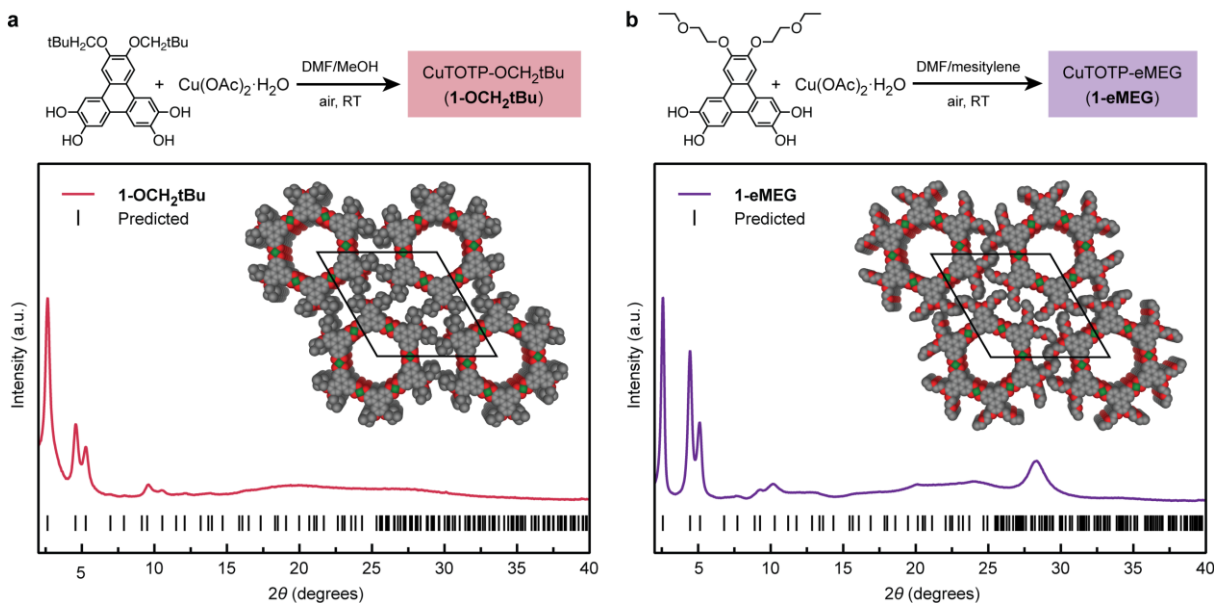 a
tBuH₂CO OCH₂tBu
HO
OH
OH
OH
+ Cu(OAc)₂·H₂O
DMF/MeOH
air, RT
CuTOTP-OCH₂tBu
(1-OCH₂tBu)
1-OCH₂tBu
Predicted
Intensity (a.u.)
5 10 15 20 25 30 35 40
2θ (degrees)
b
O O
O O
HO
OH
OH
OH
+ Cu(OAc)₂·H₂O
DMF/mesitylene
air, RT
CuTOTP-eMEG
(1-eMEG)
1-eMEG
Predicted
Intensity (a.u.)
5 10 15 20 25 30 35 40
2θ (degrees)